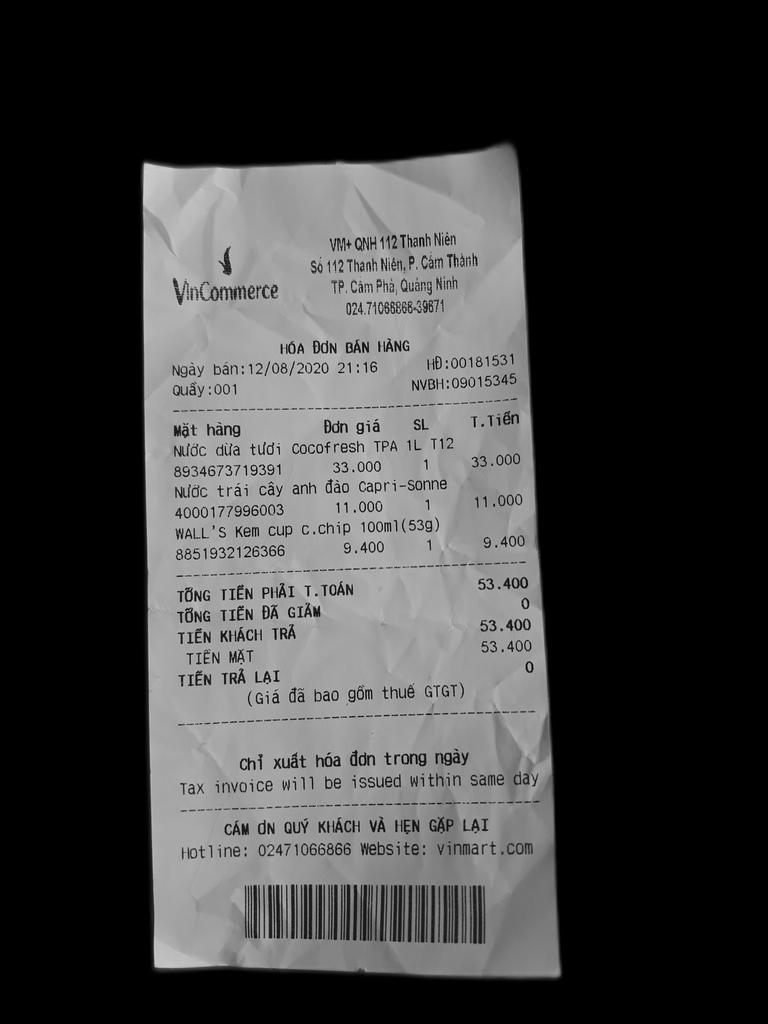 VinCommerce
VM+ QNH 112 Thanh Niên
Số 112 Thanh Niên, P. Cẩm Thành
TP. Cẩm Phả, Quảng Ninh
024.71066866-39671
HÓA ĐƠN BÁN HÀNG
Ngày bán:12/08/2020 21:16 HĐ:00181531
Quầy:001 NVBH:09015345
Mặt hàng Đơn giá SL T.Tiền
Nước dừa tươi Cocofresh TPA 1L T12
8934673719391 33.000 1 33.000
Nước trái cây anh đào Capri-Sonne
4000177996003 11.000 1 11.000
WALL'S Kem cup c.chip 100ml(53g)
8851932126366 9.400 1 9.400
TỔNG TIỀN PHẢI T.TOÁN 53.400
TỔNG TIỀN ĐÃ GIẢM 0
TIỀN KHÁCH TRẢ 53.400
TIỀN MẶT 53.400
TIỀN TRẢ LẠI 0
(Giá đã bao gồm thuế GTGT)
Chỉ xuất hóa đơn trong ngày
Tax invoice will be issued within same day
CÁM ƠN QUÝ KHÁCH VÀ HẸN GẶP LẠI
Hotline: 02471066866 Website: vinmart.com